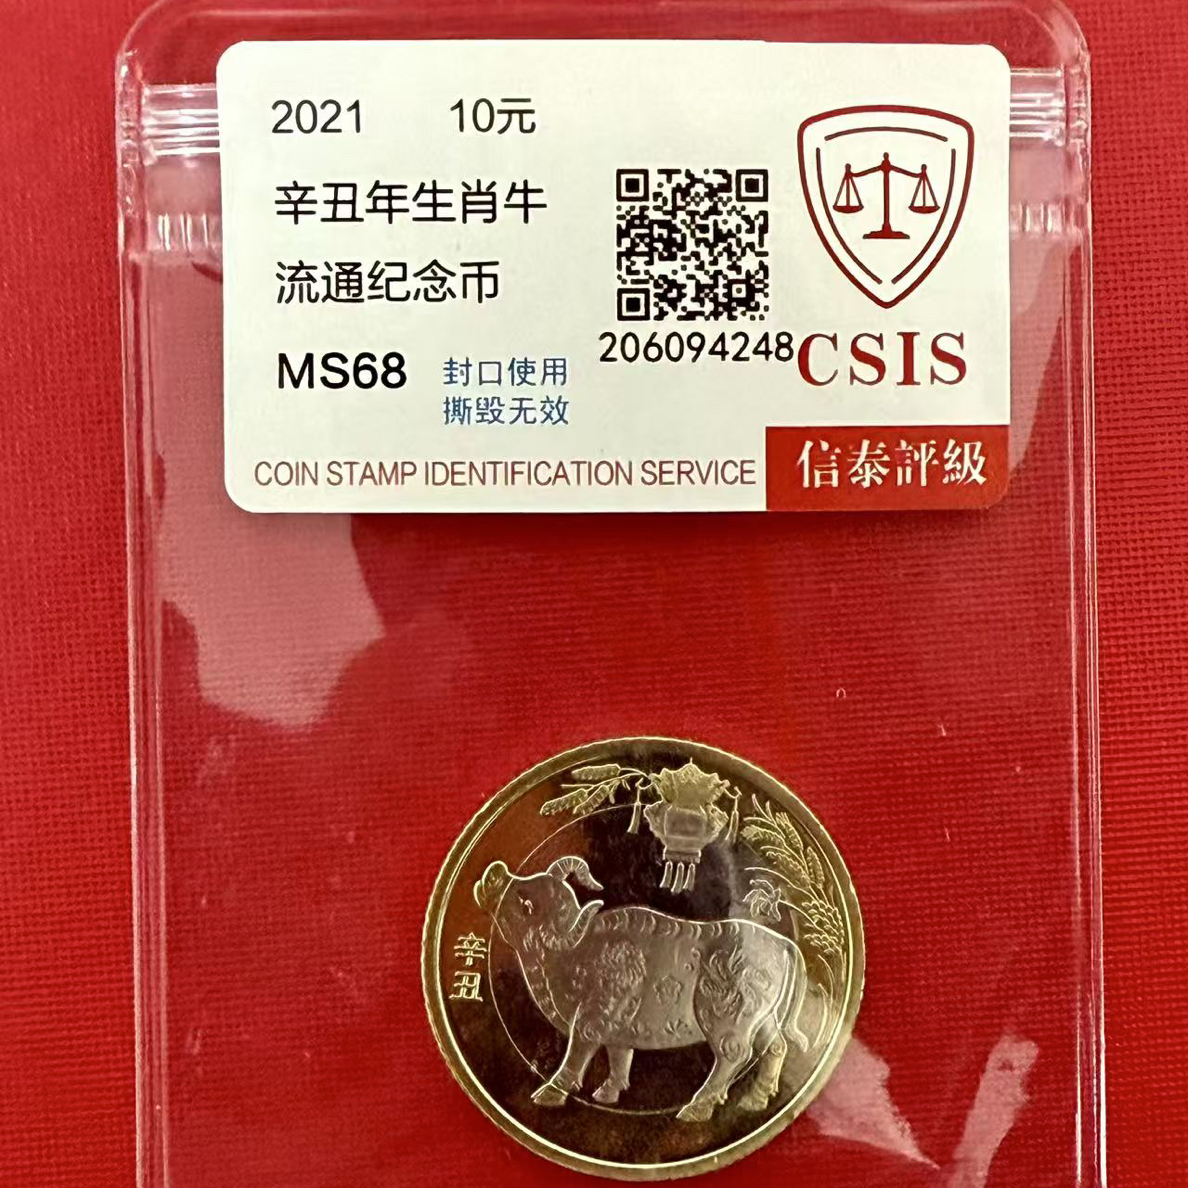 2021 10元
辛丑年生肖牛
流通纪念币
MS68
封口使用
撕毁无效
206094248
CSIS
COIN STAMP IDENTIFICATION SERVICE
信泰評級
辛丑